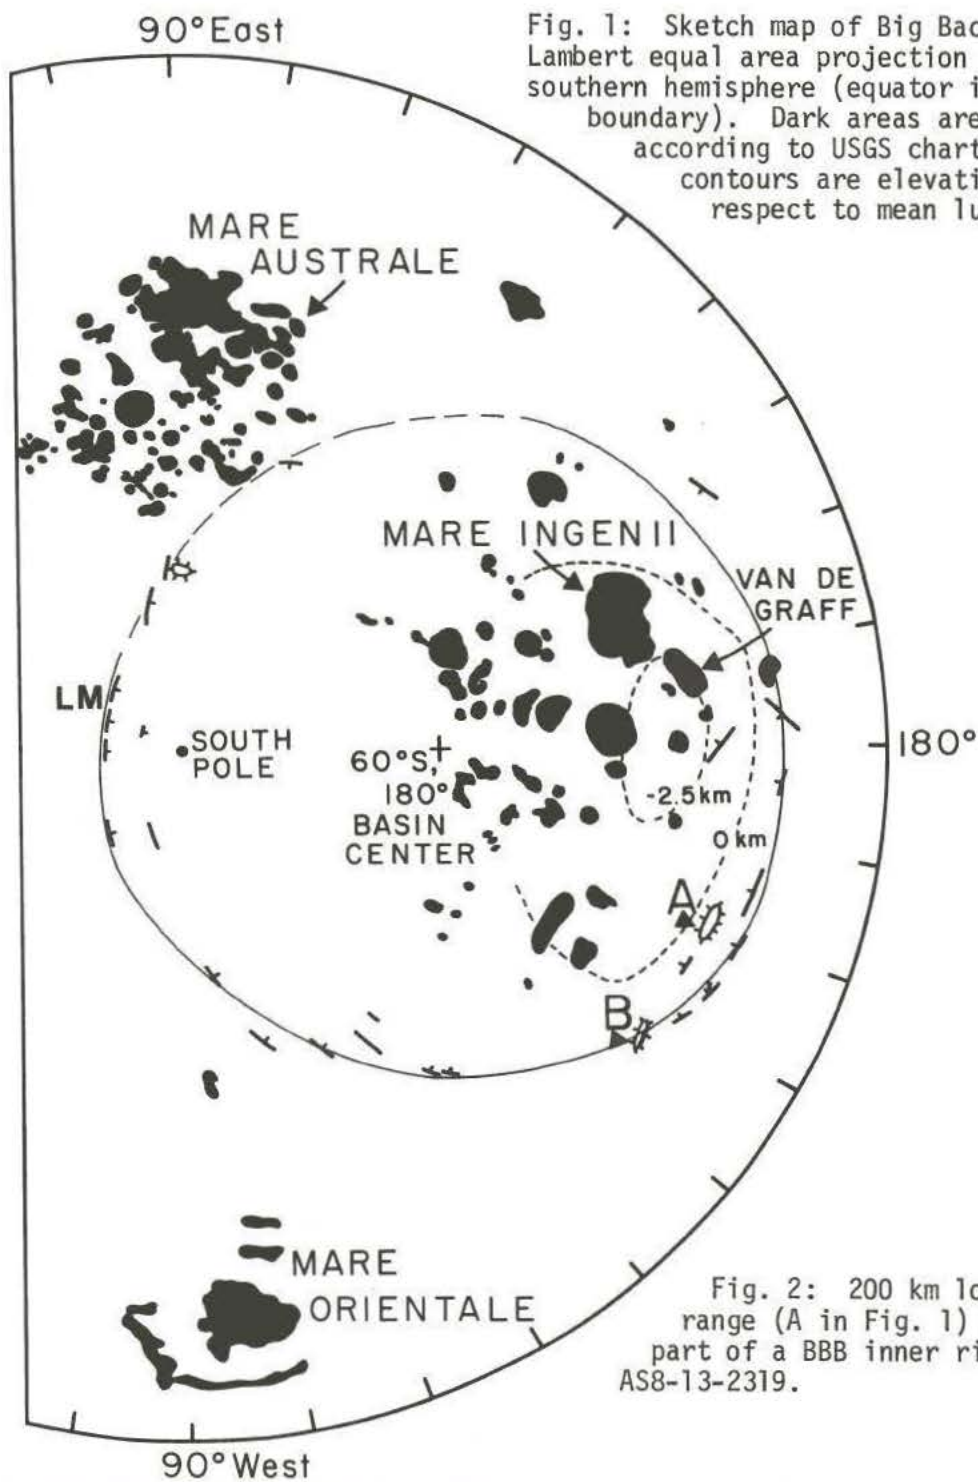 90°East
Fig. 1: Sketch map of Big Bac
Lambert equal area projection
southern hemisphere (equator i
boundary). Dark areas are
according to USGS chart
contours are elevati
respect to mean lu
MARE
AUSTRALE
MARE INGENII
VAN DE
GRAFF
LM
SOUTH
POLE
60°S,
180°
BASIN
CENTER
180°
-2.5 km
0 km
A
B
MARE
ORIENTALE
Fig. 2: 200 km lo
range (A in Fig. 1)
part of a BBB inner ri
AS8-13-2319.
90°West